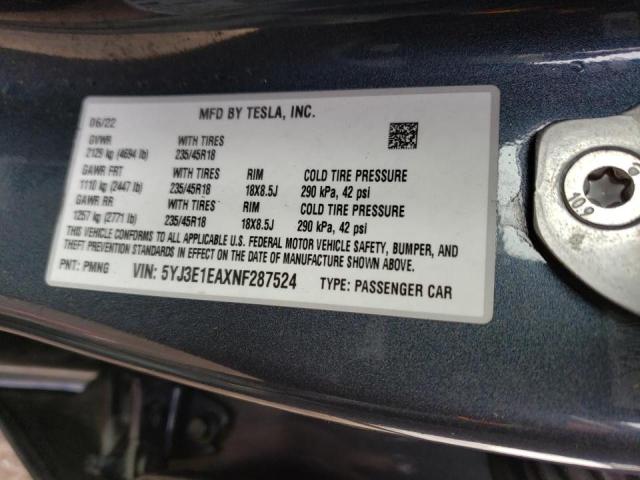 MFD BY TESLA, INC.
06/22
GVWR WITH TIRES
2129 kg (4694 lb) 235/45R18
GAWR FRT WITH TIRES RIM COLD TIRE PRESSURE
1110 kg (2447 lb) 235/45R18 18X8.5J 290 kPa, 42 psi
GAWR RR WITH TIRES RIM COLD TIRE PRESSURE
1257 kg (2771 lb) 235/45R18 18X8.5J 290 kPa, 42 psi
THIS VEHICLE CONFORMS TO ALL APPLICABLE U.S. FEDERAL MOTOR VEHICLE SAFETY, BUMPER, AND
THEFT PREVENTION STANDARDS IN EFFECT ON THE DATE OF MANUFACTURE SHOWN ABOVE.
PNT: PMNG VIN: 5YJ3E1EAXNF287524 TYPE: PASSENGER CAR
10.9